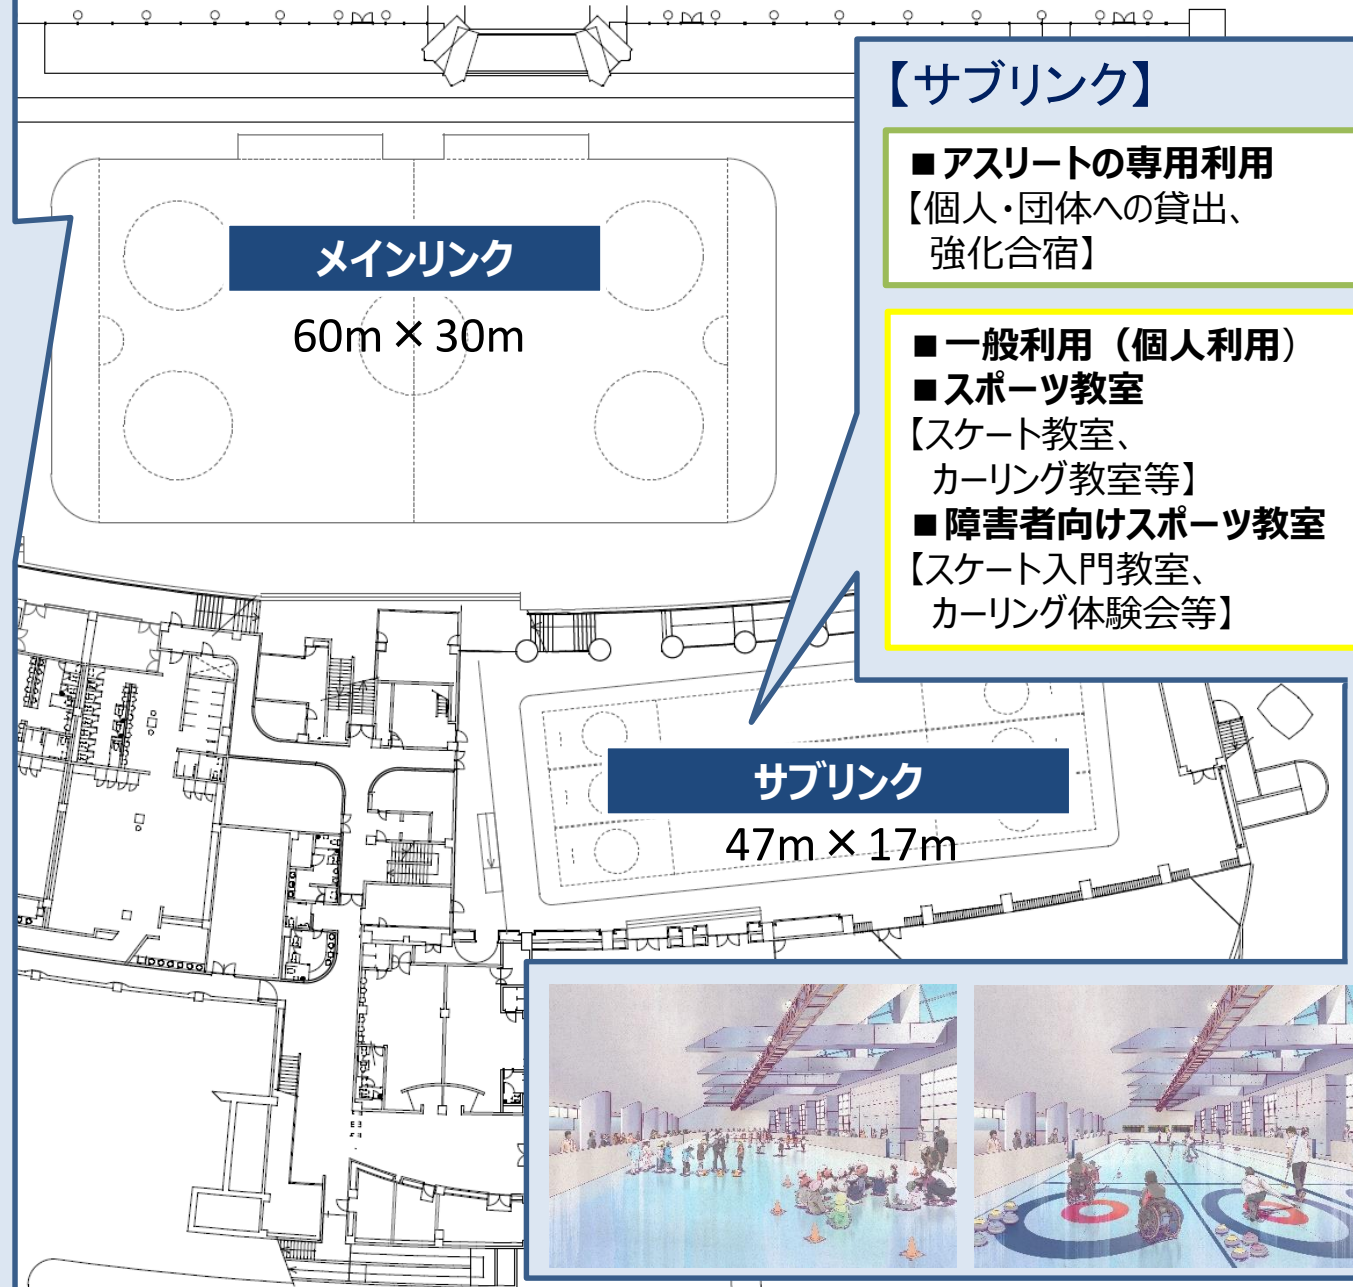 【サブリンク】
■アスリートの専用利用
【個人・団体への貸出、
強化合宿】
■一般利用（個人利用）
■スポーツ教室
【スケート教室、
カーリング教室等】
■障害者向けスポーツ教室
【スケート入門教室、
カーリング体験会等】
メインリンク
60m×30m
サブリンク
47m×17m